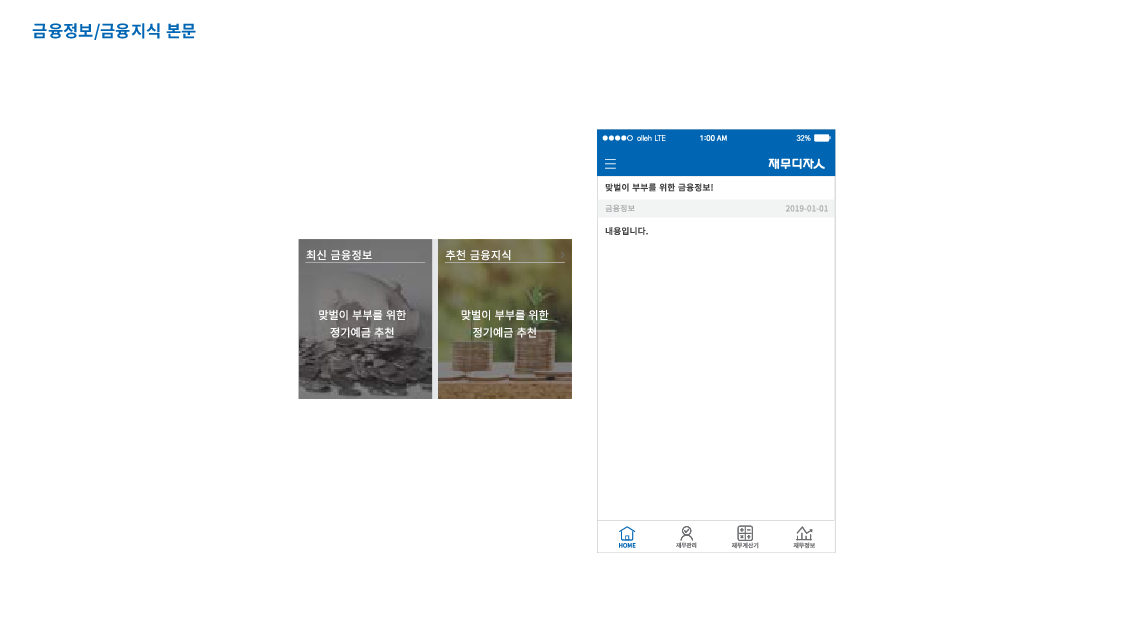 금융정보/금융지식 본문
최신 금융정보
맞벌이 부부를 위한
정기예금 추천
추천 금융지식
맞벌이 부부를 위한
정기예금 추천
olleh LTE 1:00 AM 32%
재무디자人
맞벌이 부부를 위한 금융정보!
금융정보 2019-01-01
내용입니다.
HOME 재무관리 재무계산기 재무정보